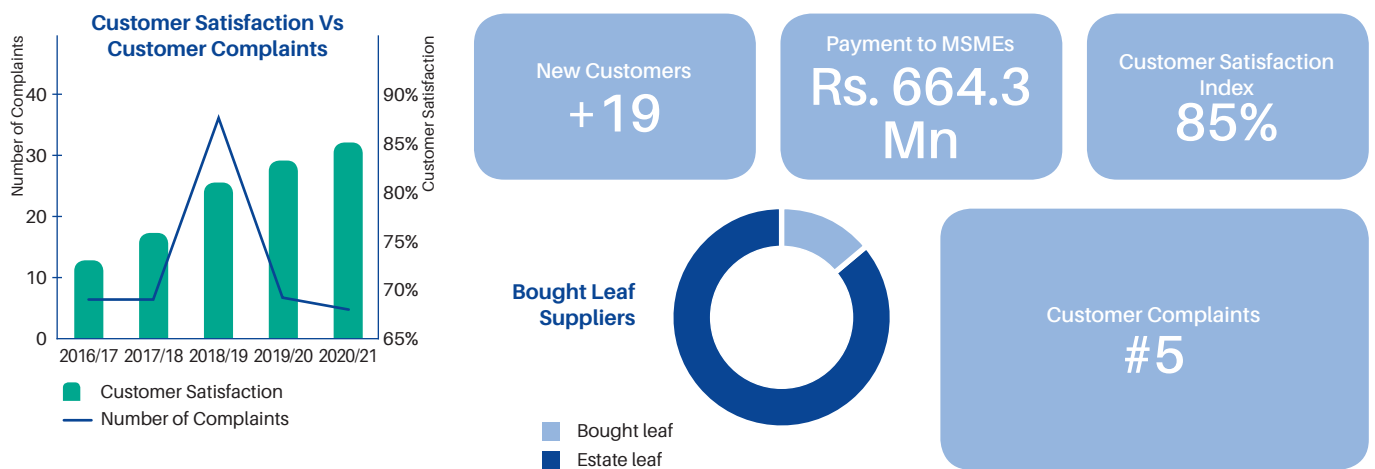 Customer Satisfaction Vs
Customer Complaints
Number of Complaints
40
30
20
10
0
90%
85%
80%
75%
70%
65%
Customer Satisfaction
2016/17 2017/18 2018/19 2019/20 2020/21
Customer Satisfaction
Number of Complaints
New Customers
+19
Payment to MSMEs
Rs. 664.3
Mn
Customer Satisfaction
Index
85%
Bought Leaf
Suppliers
Bought leaf
Estate leaf
Customer Complaints
#5